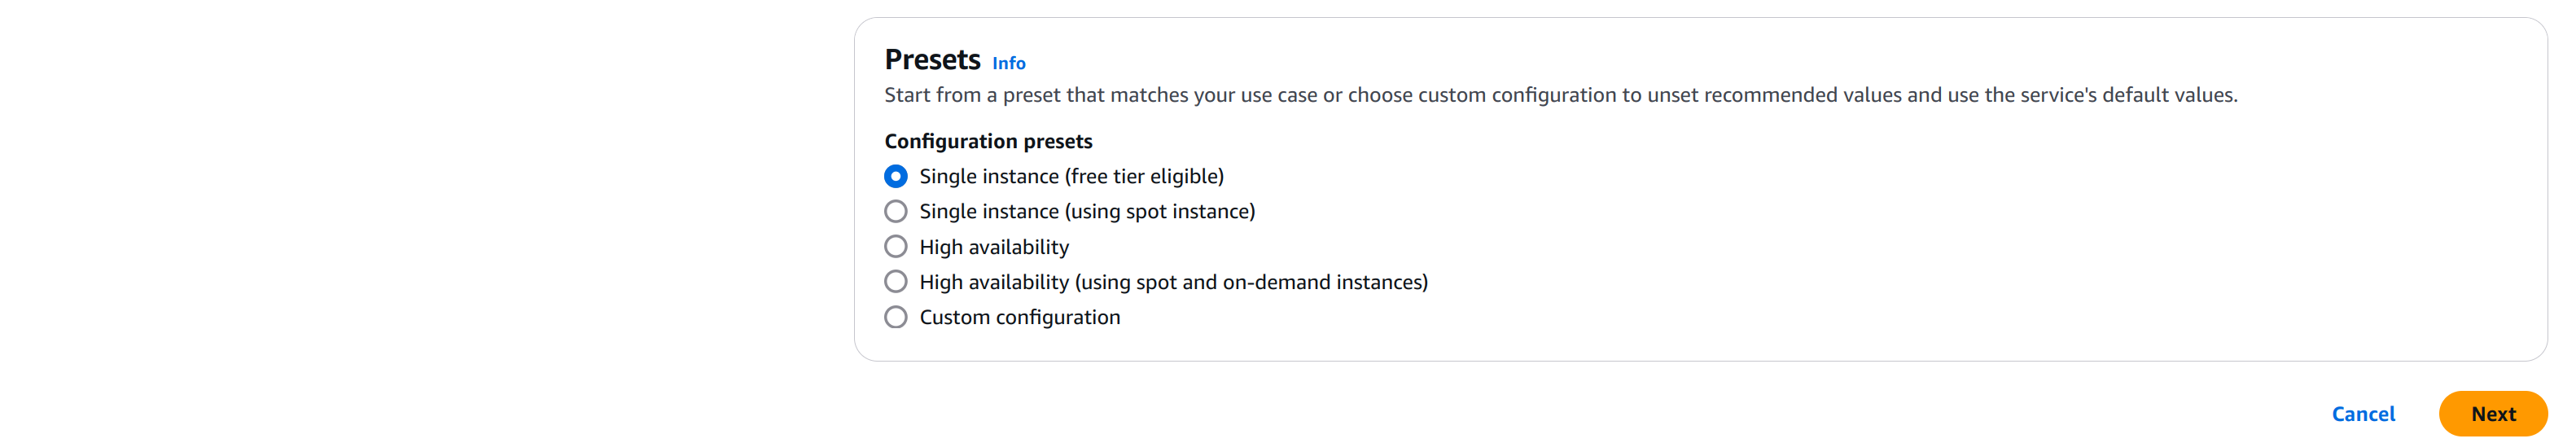 Presets Info
Start from a preset that matches your use case or choose custom configuration to unset recommended values and use the service's default values.
Configuration presets
Single instance (free tier eligible)
Single instance (using spot instance)
High availability
High availability (using spot and on-demand instances)
Custom configuration
Cancel Next